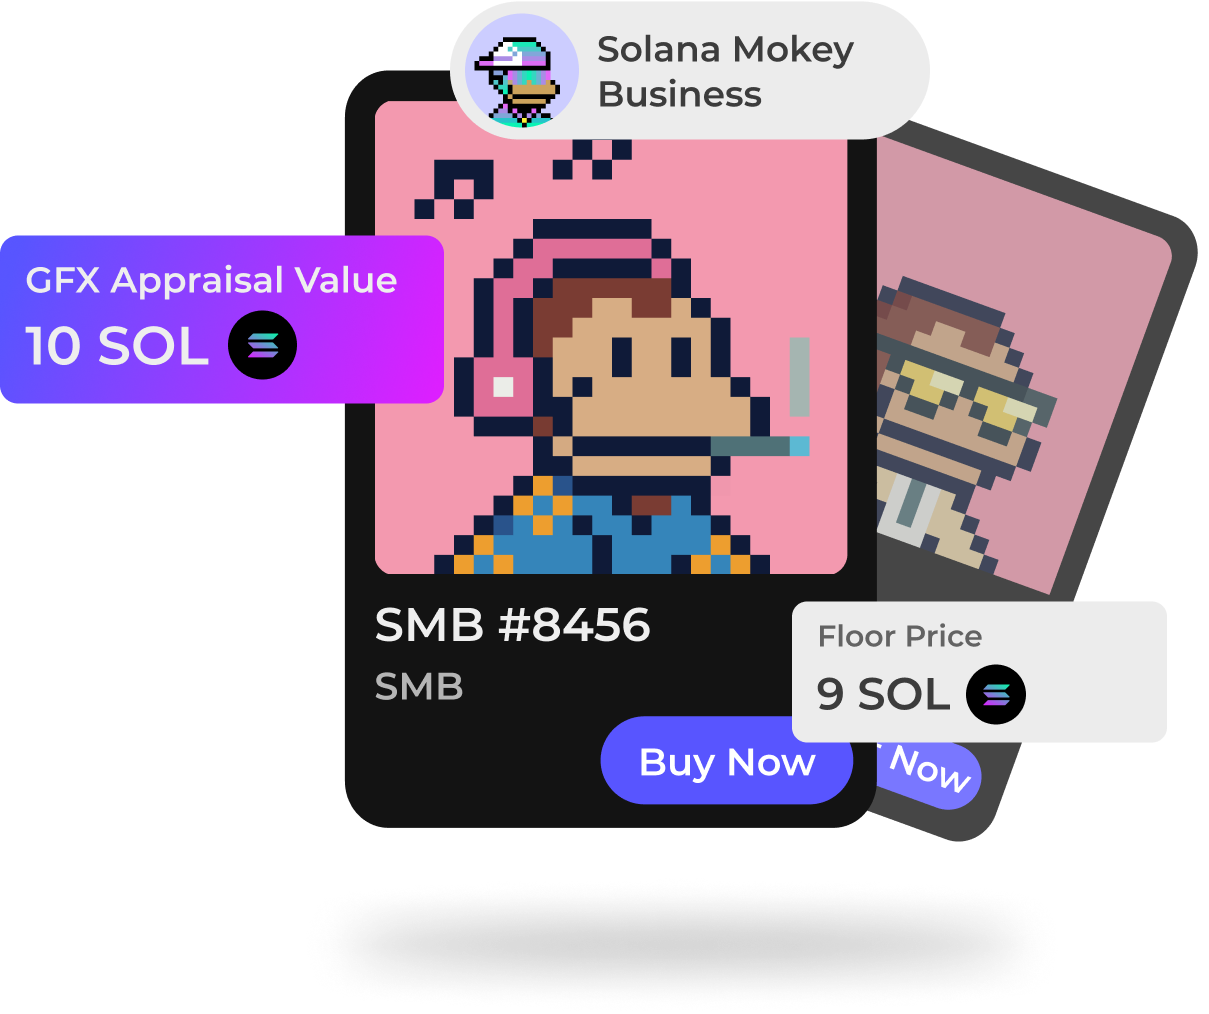 Solana Mokey
Business
GFX Appraisal Value
10 SOL
SMB #8456
SMB
Buy Now
Floor Price
9 SOL
Now